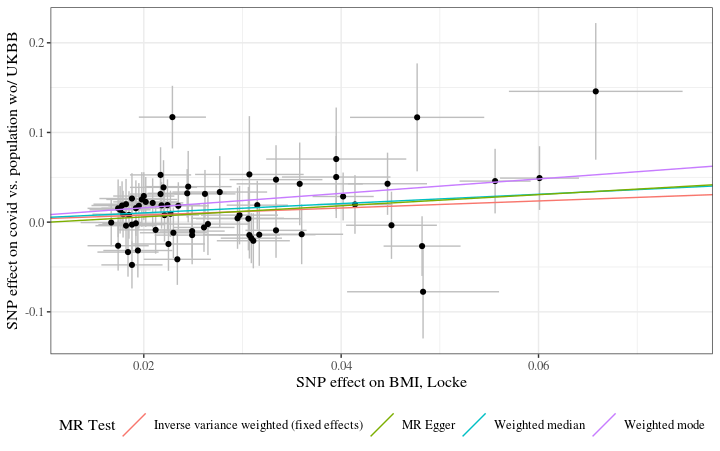 SNP effect on covid vs. population wo/ UKBB
0.2
0.1
0.0
-0.1
0.02 0.04 0.06
SNP effect on BMI, Locke
MR Test Inverse variance weighted (fixed effects) MR Egger Weighted median Weighted mode